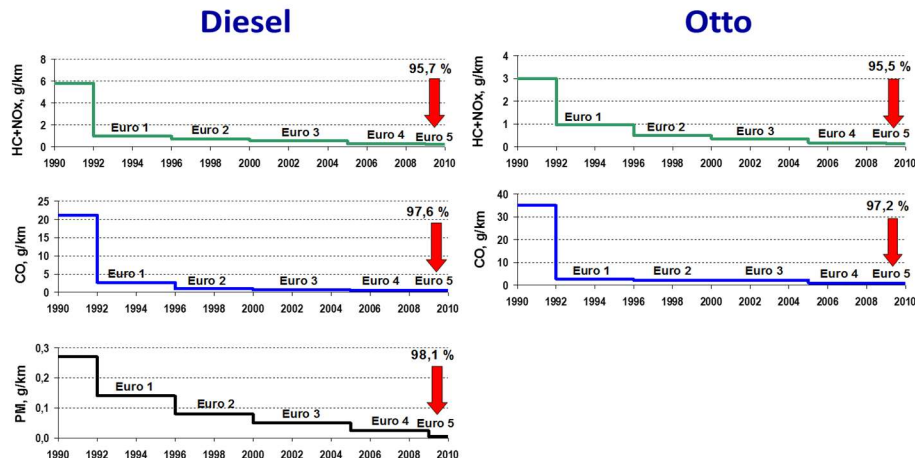 Diesel
HC+NOx, g/km
8
6
4
2
0
95,7 %
Euro 1
Euro 2
Euro 3
Euro 4
Euro 5
1990 1992 1994 1996 1998 2000 2002 2004 2006 2008 2010
CO, g/km
25
20
15
10
5
0
97,6 %
Euro 1
Euro 2
Euro 3
Euro 4
Euro 5
1990 1992 1994 1996 1998 2000 2002 2004 2006 2008 2010
PM, g/km
0,3
0,2
0,1
0,0
98,1 %
Euro 1
Euro 2
Euro 3
Euro 4
Euro 5
1990 1992 1994 1996 1998 2000 2002 2004 2006 2008 2010
Otto
HC+NOx, g/km
4
3
2
1
0
95,5 %
Euro 1
Euro 2
Euro 3
Euro 4
Euro 5
1990 1992 1994 1996 1998 2000 2002 2004 2006 2008 2010
CO, g/km
40
30
20
10
0
97,2 %
Euro 1
Euro 2
Euro 3
Euro 4
Euro 5
1990 1992 1994 1996 1998 2000 2002 2004 2006 2008 2010